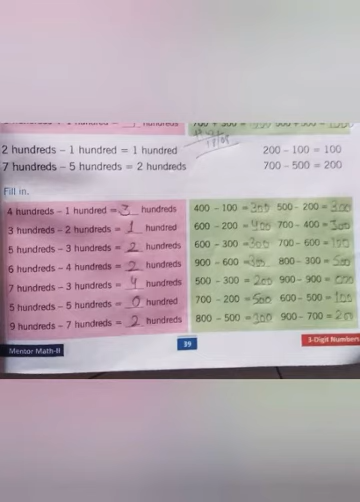 2 hundreds − 1 hundred = 1 hundred 200 − 100 = 100
7 hundreds − 5 hundreds = 2 hundreds 700 − 500 = 200
Fill in.
4 hundreds − 1 hundred = 3 hundreds 400 − 100 = 300 500 − 200 = 300
3 hundreds − 2 hundreds = 1 hundred 600 − 200 = 400 700 − 400 = 300
5 hundreds − 3 hundreds = 2 hundreds 600 − 300 = 300 700 − 600 = 100
6 hundreds − 4 hundreds = 2 hundreds 900 − 600 = 300 800 − 300 = 500
7 hundreds − 3 hundreds = 4 hundreds 500 − 300 = 200 900 − 900 = 000
5 hundreds − 5 hundreds = 0 hundred 700 − 200 = 500 600 − 500 = 100
9 hundreds − 7 hundreds = 2 hundreds 800 − 500 = 300 900 − 700 = 200
Mentor Math-II 39 3-Digit Numbers